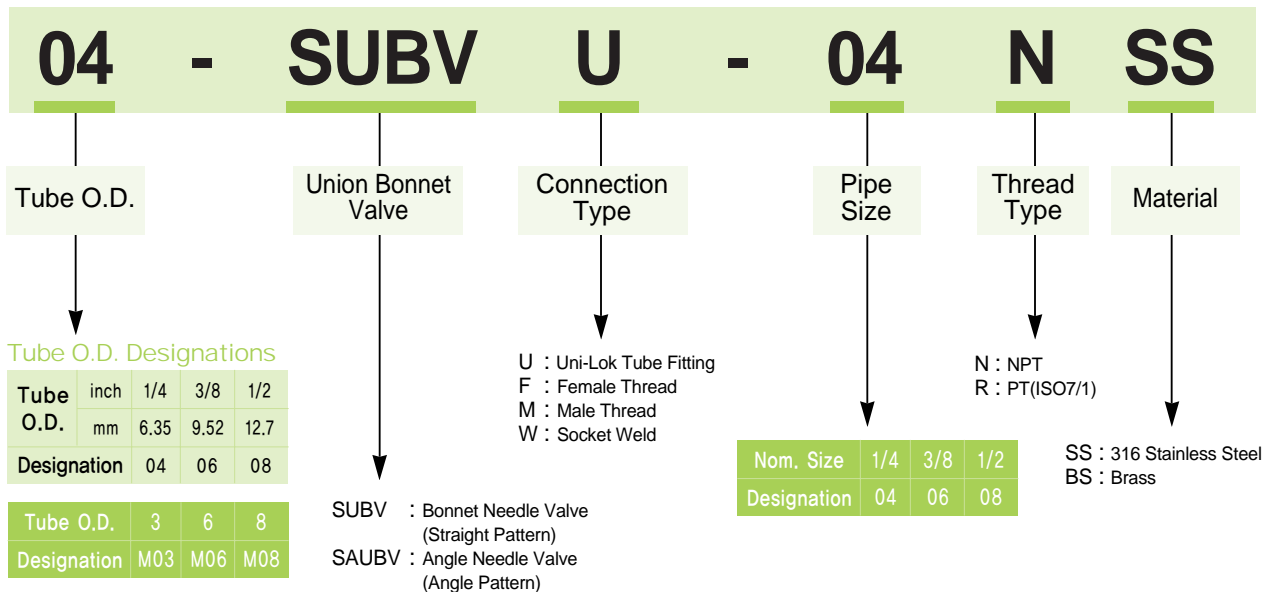 04 - SUBV U - 04 N SS
Tube O.D.
Union Bonnet
Valve
Connection
Type
Pipe
Size
Thread
Type
Material
Tube O.D. Designations
Tube O.D. inch 1/4 3/8 1/2
mm 6.35 9.52 12.7
Designation 04 06 08
Tube O.D. 3 6 8
Designation M03 M06 M08
SUBV : Bonnet Needle Valve
(Straight Pattern)
SAUBV : Angle Needle Valve
(Angle Pattern)
U : Uni-Lok Tube Fitting
F : Female Thread
M : Male Thread
W : Socket Weld
Nom. Size 1/4 3/8 1/2
Designation 04 06 08
N : NPT
R : PT(ISO7/1)
SS : 316 Stainless Steel
BS : Brass